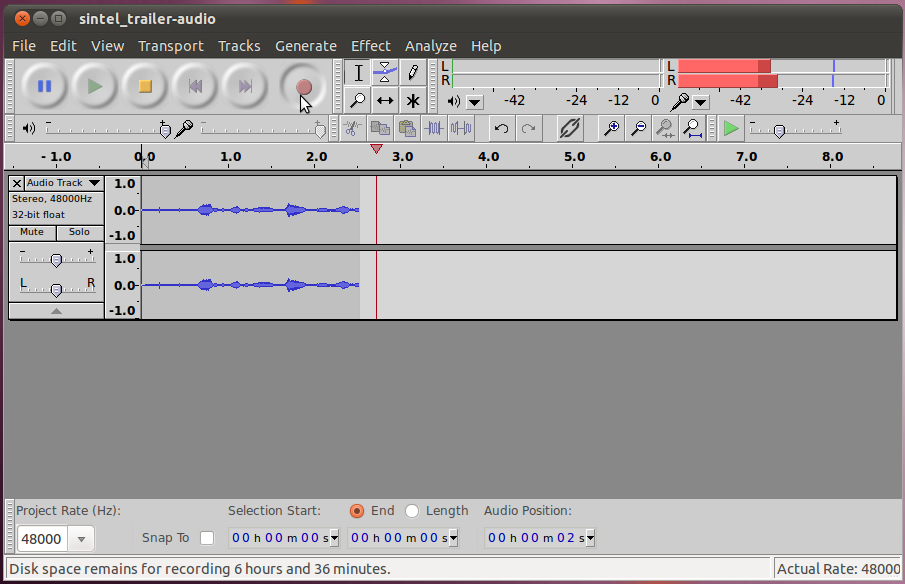 sintel_trailer-audio
File Edit View Transport Tracks Generate Effect Analyze Help
L
R
-42 -24 -12 0
L
R
-42 -24 -12 0
- 1.0 0.0 1.0 2.0 3.0 4.0 5.0 6.0 7.0 8.0
Audio Track
Stereo, 48000Hz
32-bit float
Mute Solo
- +
L R
1.0
0.0-
-1.0
1.0
0.0-
-1.0
Project Rate (Hz): Selection Start: End Length Audio Position:
48000 Snap To 00 h 00 m 00 s 00 h 00 m 00 s 00 h 00 m 02 s
Disk space remains for recording 6 hours and 36 minutes. Actual Rate: 48000